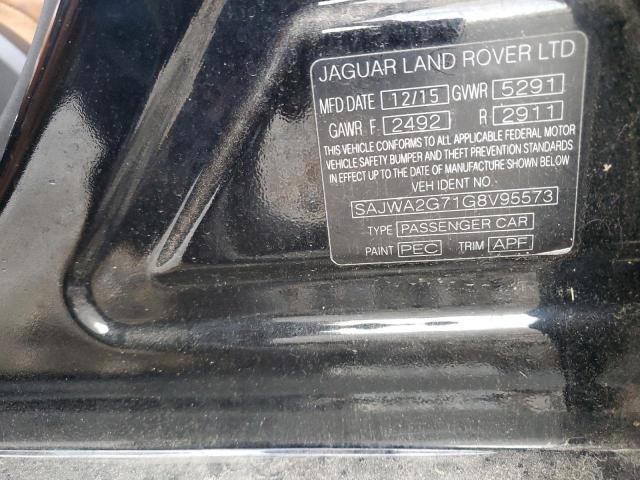 JAGUAR LAND ROVER LTD
MFD DATE 12/15 GVWR 5291
GAWR F 2492 R 2911
THIS VEHICLE CONFORMS TO ALL APPLICABLE FEDERAL MOTOR
VEHICLE SAFETY BUMPER AND THEFT PREVENTION STANDARDS
IN EFFECT UP TO THE DATE OF MANUFACTURE SHOWN BELOW
VEH IDENT NO.
SAJWA2G71G8V95573
TYPE PASSENGER CAR
PAINT PEC TRIM APF